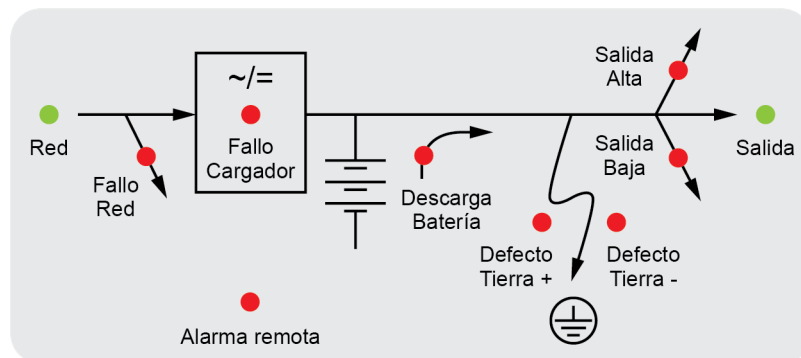 ~/=
Red
Fallo
Red
Fallo
Cargador
Descarga
Batería
Salida
Alta
Salida
Baja
Salida
Defecto
Tierra +
Defecto
Tierra -
Alarma remota